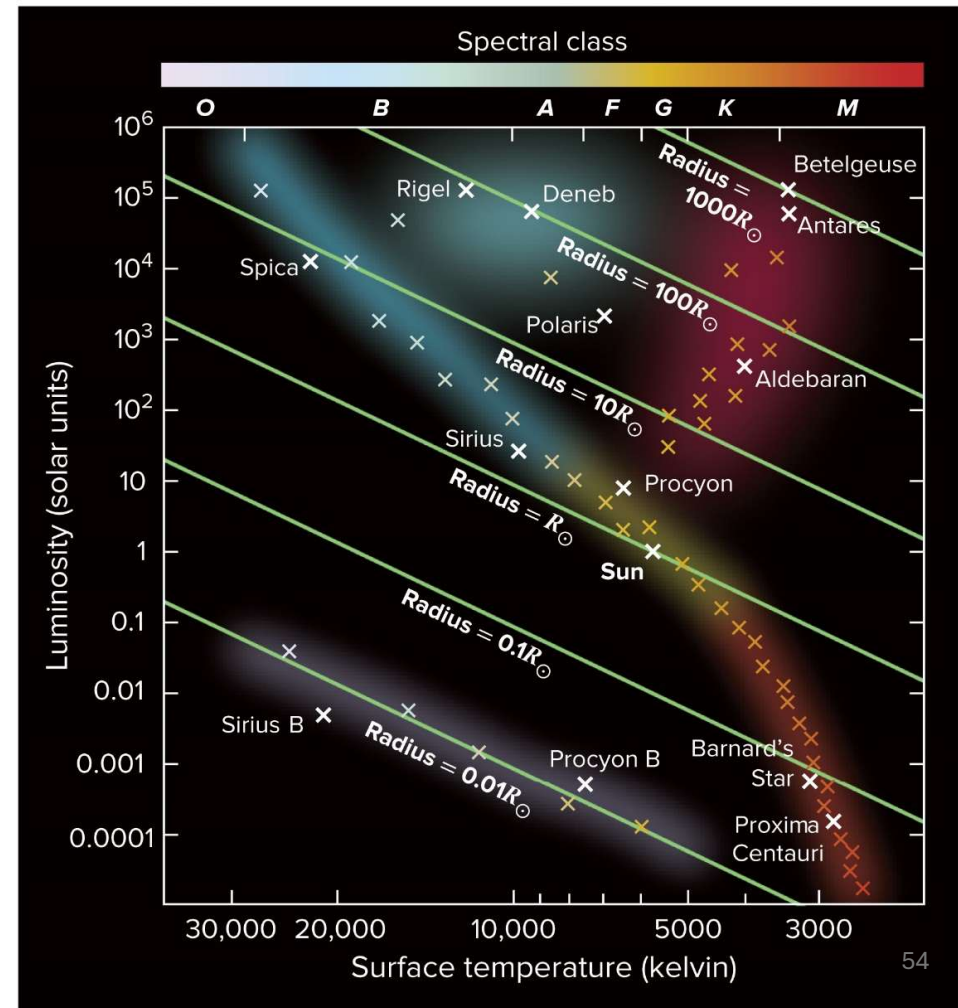 Spectral class
O B A F G K M
Luminosity (solar units)
10⁶
10⁵
10⁴
10³
10²
10
1
0.1
0.01
0.001
0.0001
Radius =
1000R☉
Betelgeuse
Rigel
Deneb
Antares
Spica
Radius = 100R☉
Polaris
Radius = 10R☉
Aldebaran
Sirius
Procyon
Radius = R☉
Sun
Radius = 0.1R☉
Sirius B
Radius = 0.01R☉
Procyon B
Barnard's
Star
Proxima
Centauri
30,000 20,000 10,000 5000 3000
Surface temperature (kelvin)
54